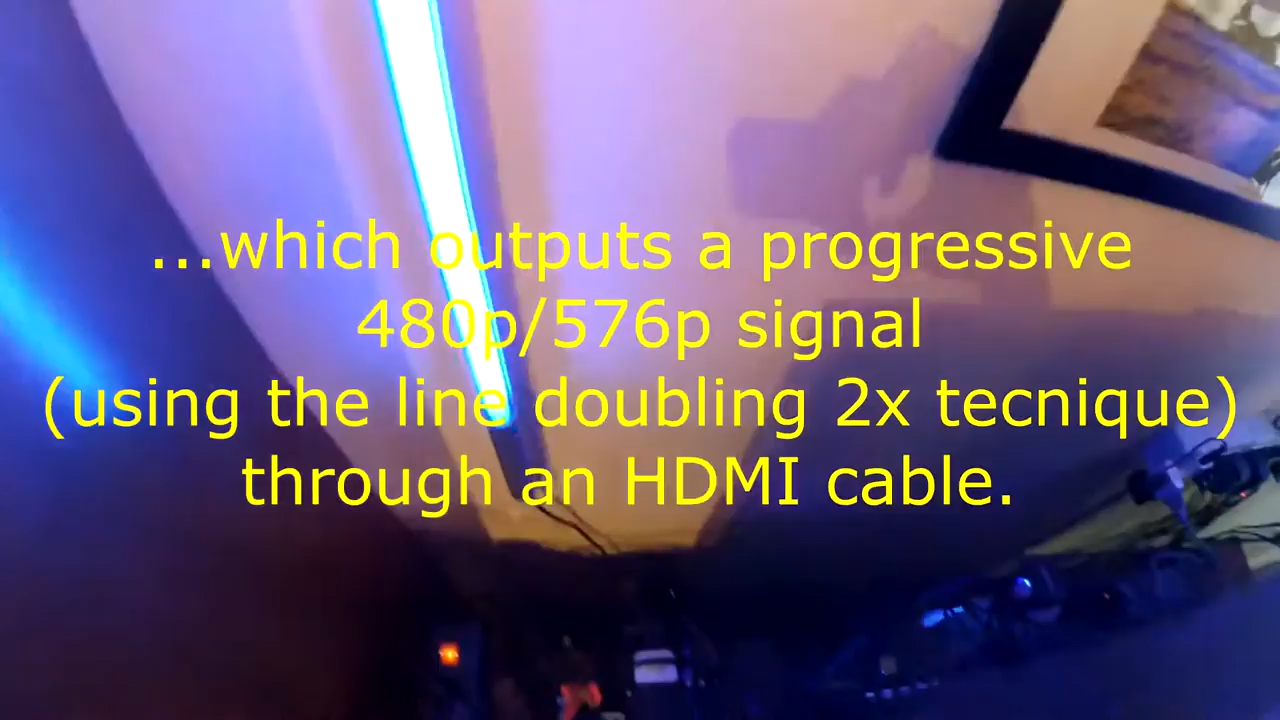 ...which outputs a progressive
480p/576p signal
(using the line doubling 2x tecnique)
through an HDMI cable.